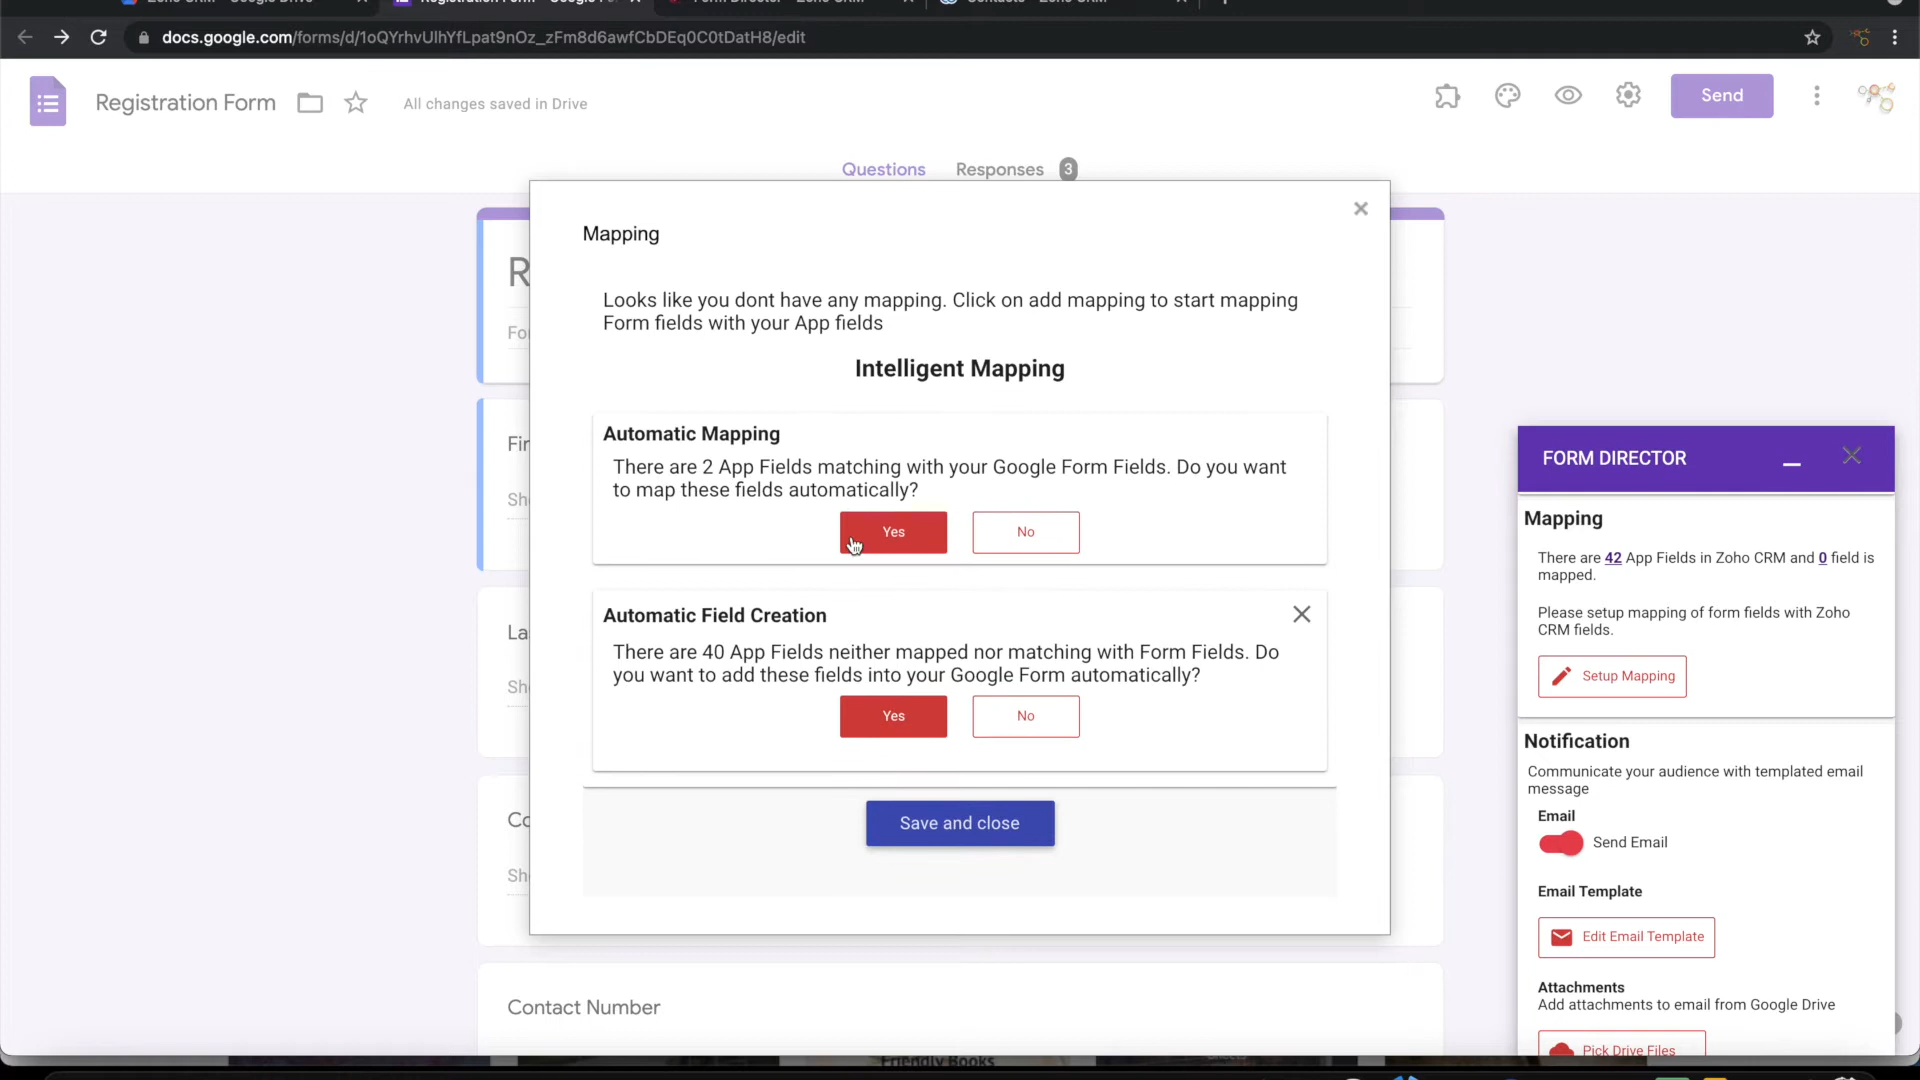 docs.google.com/forms/d/1oQYrhvUlhYfLpat9nOz_zFm8d6awfCbDEq0C0tDatH8/edit
Registration Form
All changes saved in Drive
Send
Questions
Responses
3
Mapping
Looks like you dont have any mapping. Click on add mapping to start mapping
Form fields with your App fields
Intelligent Mapping
Automatic Mapping
There are 2 App Fields matching with your Google Form Fields. Do you want
to map these fields automatically?
Yes
No
Automatic Field Creation
There are 40 App Fields neither mapped nor matching with Form Fields. Do
you want to add these fields into your Google Form automatically?
Yes
No
Save and close
Contact Number
FORM DIRECTOR
Mapping
There are 42 App Fields in Zoho CRM and 0 field is
mapped.
Please setup mapping of form fields with Zoho
CRM fields.
Setup Mapping
Notification
Communicate your audience with templated email
message
Email
Send Email
Email Template
Edit Email Template
Attachments
Add attachments to email from Google Drive
Pick Drive Files
Friendly Books